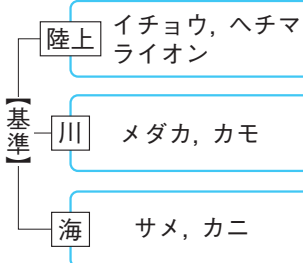 陸上
イチョウ，ヘチマ
ライオン
【基準】
川
メダカ，カモ
海
サメ，カニ